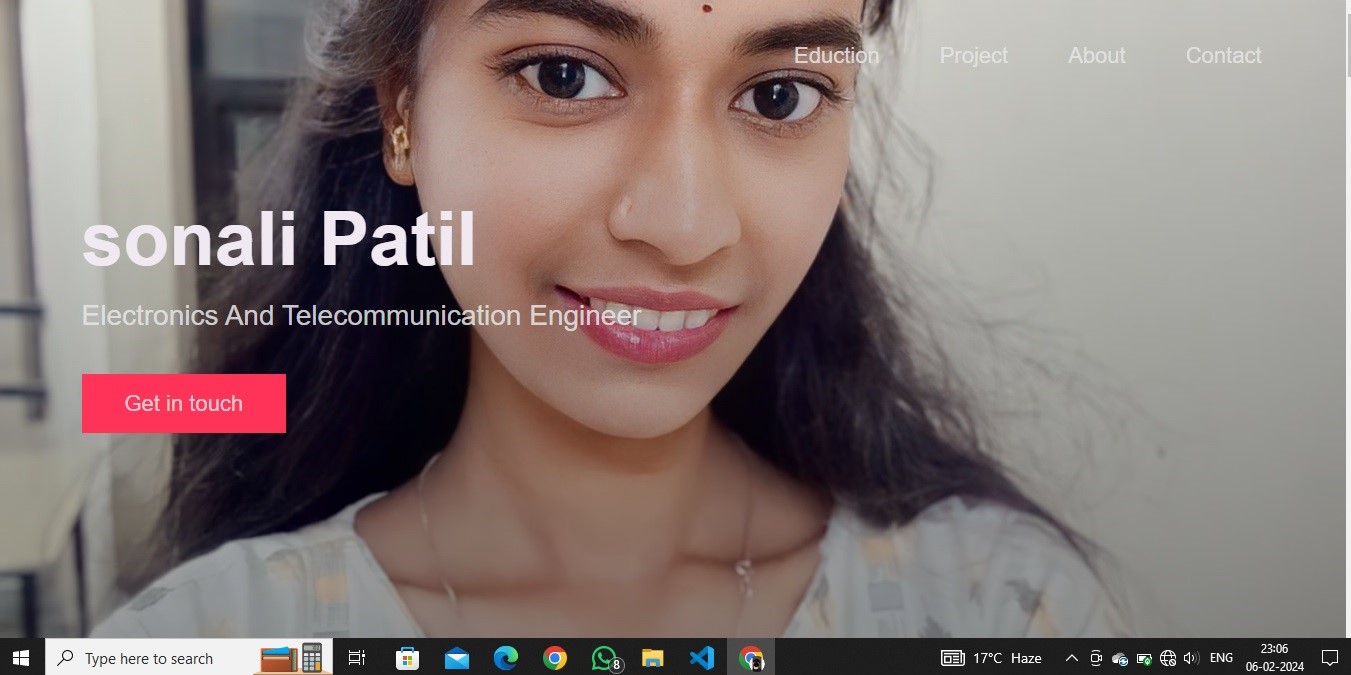 Eduction Project About Contact
sonali Patil
Electronics And Telecommunication Engineer
Get in touch
Type here to search
8
17°C Haze
ENG
23:06
06-02-2024